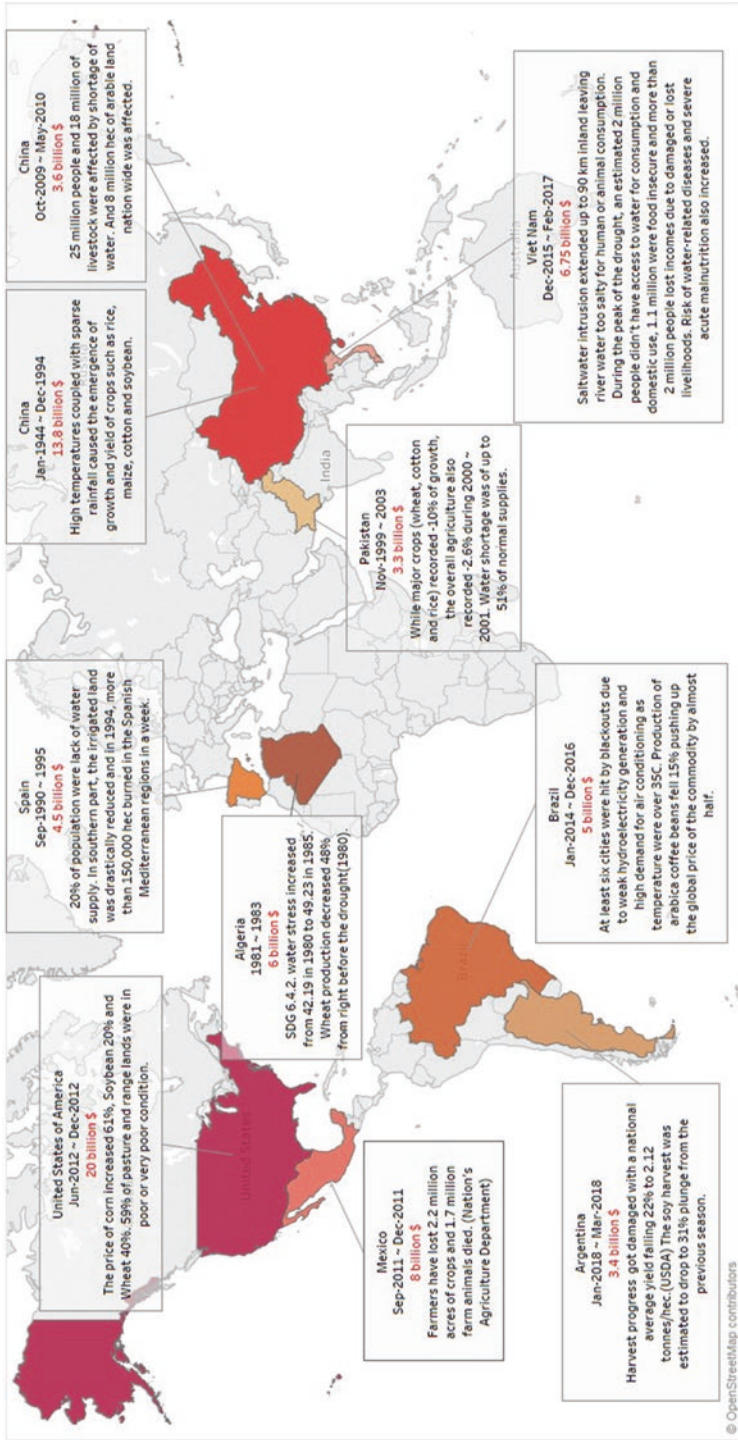 United States of America
Jun-2012 ~ Dec-2012
20 billion $
The price of corn increased 61%, Soybean 20% and
Wheat 40%. 59% of pasture and range lands were in
poor or very poor condition.
Spain
Sep-1990 ~ 1995
4.5 billion $
20% of population were lack of water
supply. In southern part, the irrigated land
was drastically reduced and in 1994, more
than 150,000 hec burned in the Spanish
Mediterranean regions in a week.
China
Jan-1944 ~ Dec-1994
13.8 billion $
High temperatures coupled with sparse
rainfall caused the emergence of
growth and yield of crops such as rice,
maize, cotton and soybean.
China
Oct-2009 ~ May-2010
3.6 billion $
25 million people and 18 million of
livestock were affected by shortage of
water. And 8 million hec of arable land
nation wide was affected.
Algeria
1981 ~ 1983
6 billion $
SDG 6.4.2. water stress increased
from 42.19 in 1980 to 49.23 in 1985.
Wheat production decreased 48%
from right before the drought(1980).
United States
Mexico
Sep-2011 ~ Dec-2011
8 billion $
Farmers have lost 2.2 million
acres of crops and 1.7 million
farm animals died. (Nation's
Agriculture Department)
India
Pakistan
Nov-1999 ~ 2003
3.3 billion $
While major crops (wheat, cotton
and rice) recorded -10% of growth,
the overall agriculture also
recorded -2.6% during 2000 ~
2001. Water shortage was of up to
51% of normal supplies.
Brazil
Argentina
Jan-2018 ~ Mar-2018
3.4 billion $
Harvest progress got damaged with a national
average yield falling 22% to 2.12
tonnes/hec.(USDA) The soy harvest was
estimated to drop to 31% plunge from the
previous season.
Brazil
Jan-2014 ~ Dec-2016
5 billion $
At least six cities were hit by blackouts due
to weak hydroelectricity generation and
high demand for air conditioning as
temperature were over 35C. Production of
arabica coffee beans fell 15% pushing up
the global price of the commodity by almost
half.
Australia
Viet Nam
Dec-2015 ~ Feb-2017
6.75 billion $
Saltwater intrusion extended up to 90 km inland leaving
river water too salty for human or animal consumption.
During the peak of the drought, an estimated 2 million
people didn't have access to water for consumption and
domestic use, 1.1 million were food insecure and more than
2 million people lost incomes due to damaged or lost
livelihoods. Risk of water-related diseases and severe
acute malnutrition also increased.
© OpenStreetMap contributors